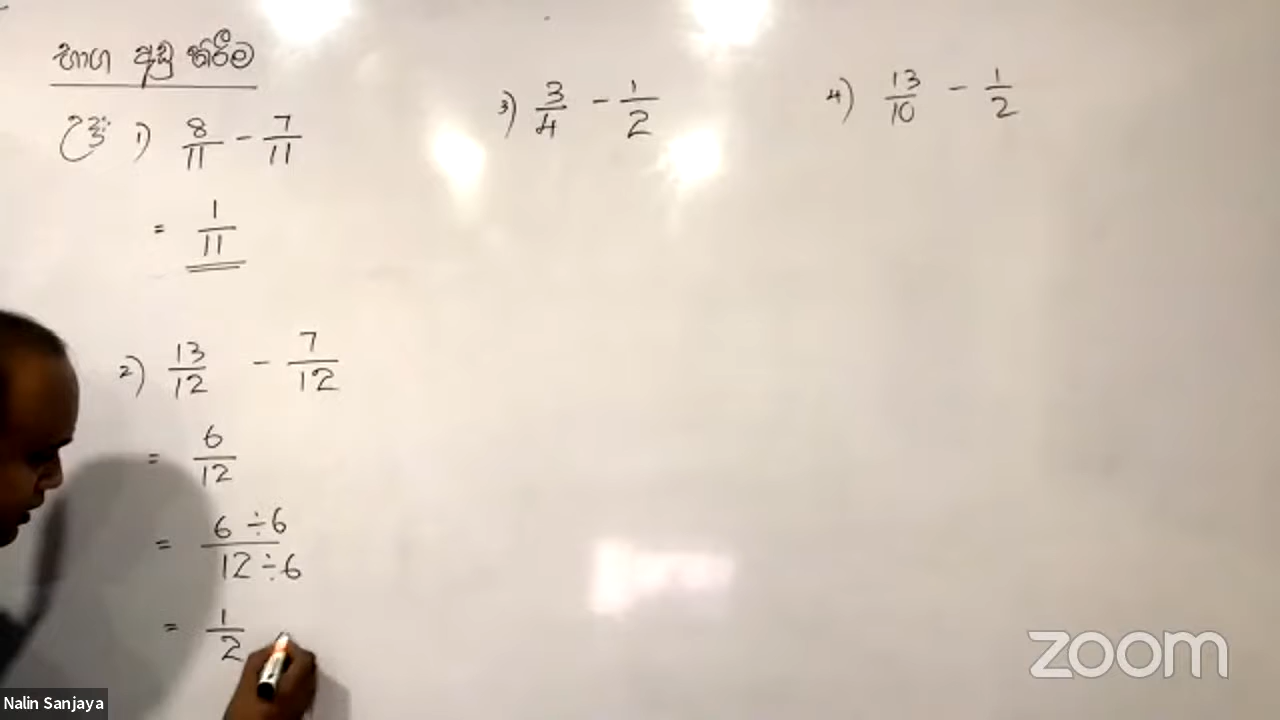 භාග අඩු කිරීම
උදා: 1) 8/11 - 7/11
= 1/11
2) 13/12 - 7/12
= 6/12
= 6 ÷ 6 / 12 ÷ 6
= 1/2
3) 3/4 - 1/2
4) 13/10 - 1/2
zoom
Nalin Sanjaya